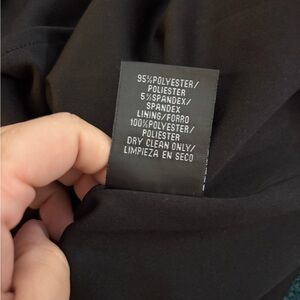 95%POLYESTER/
POLIESTER
5%SPANDEX/
SPANDEX
LINING/FORRO
100%POLYESTER/
POLIESTER
DRY CLEAN ONLY/
LIMPIEZA EN SECO